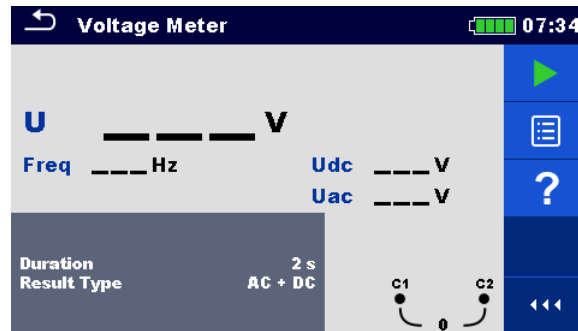 Voltage Meter 07:34
U ___ V
Freq ___ Hz Udc ___ V
Uac ___ V
?
Duration 2 s
Result Type AC + DC
C1 C2
0